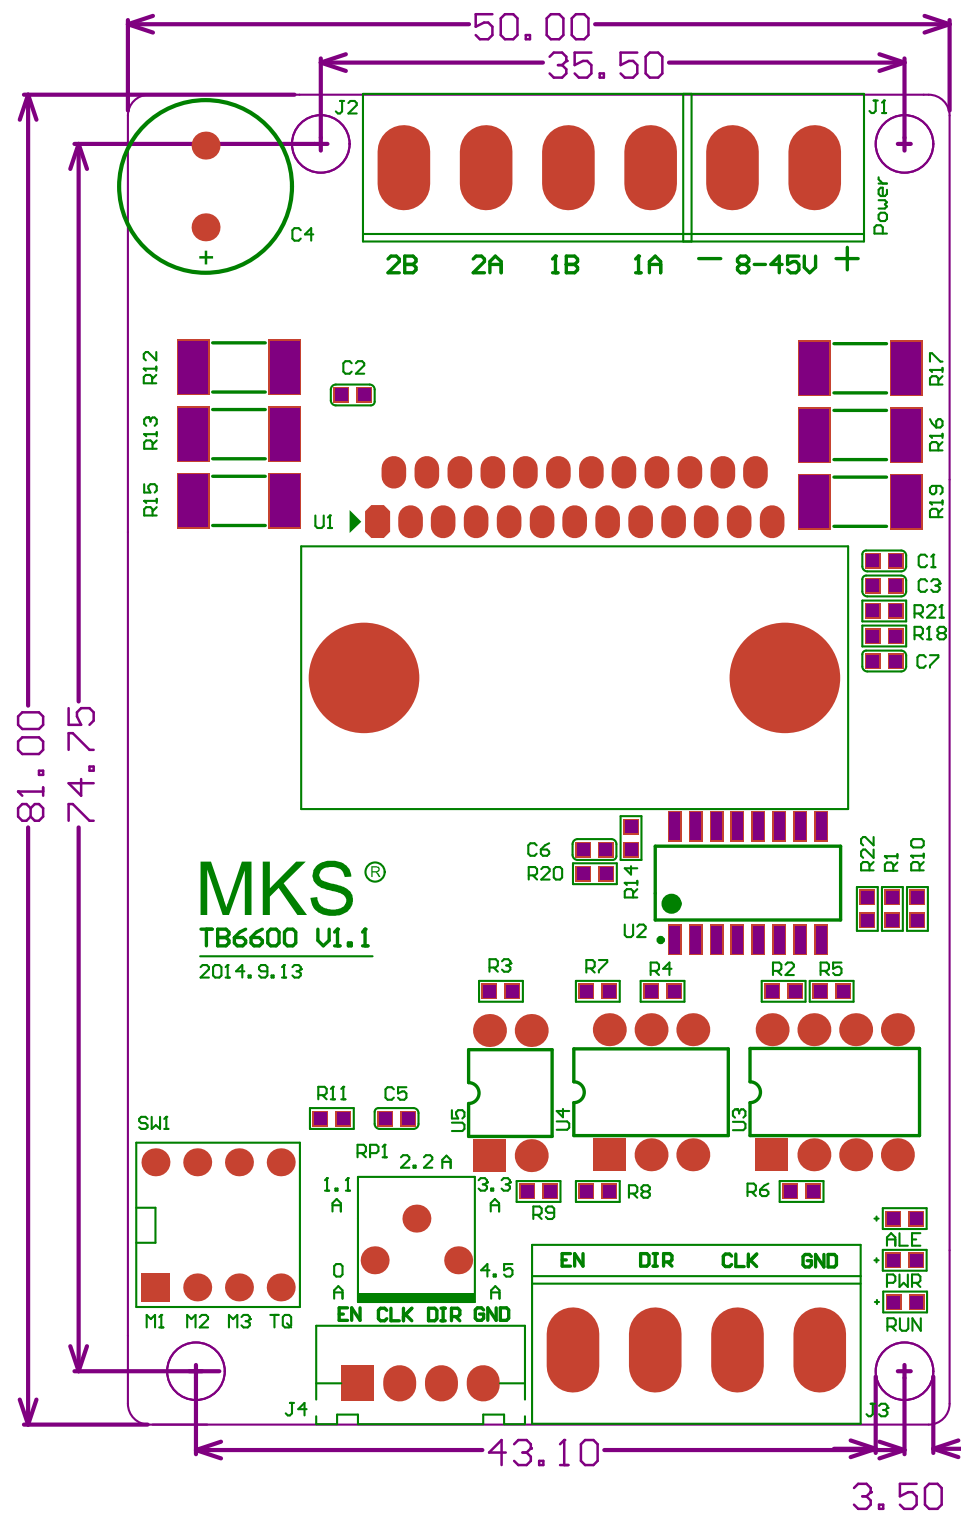 50.00
35.50
J2
J1
Power
C4
+
2B 2A 1B 1A — 8-45V +
R12
R17
C2
R13
R16
R15
R19
U1
C1
C3
R21
R18
C7
81.00
74.75
C6
R20
R14
R22
R1
R10
MKS®
TB6600 V1.1
U2
2014.9.13
R3 R7 R4 R2 R5
R11 C5
U5
U4
U3
SW1
RP1
2.2 A
1.1
A
3.3
A
R9
R8
R6
0
A
4.5
A
+
ALE
+
PWR
+
RUN
EN CLK DIR GND
EN CLK DIR GND
M1 M2 M3 TQ
J4
J3
43.10
3.50